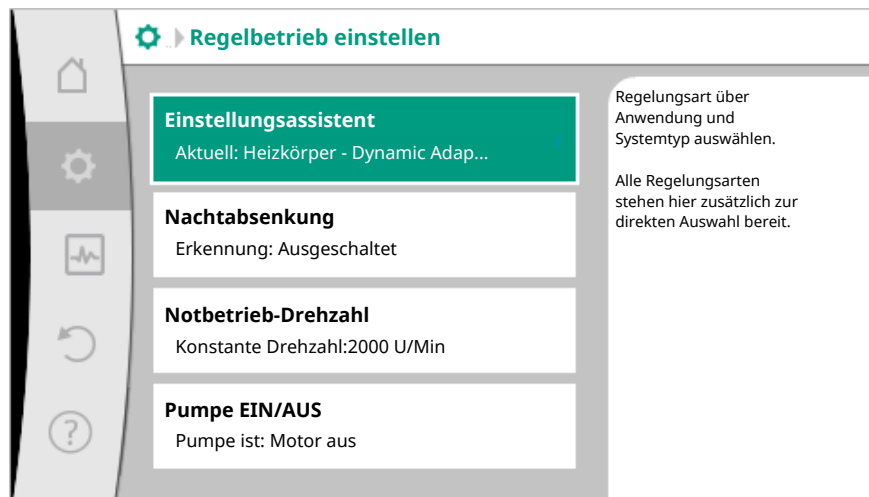 Regelbetrieb einstellen
Einstellungsassistent
Aktuell: Heizkörper - Dynamic Adap...
Nachtabsenkung
Erkennung: Ausgeschaltet
Notbetrieb-Drehzahl
Konstante Drehzahl:2000 U/Min
Pumpe EIN/AUS
Pumpe ist: Motor aus
Regelungsart über
Anwendung und
Systemtyp auswählen.
Alle Regelungsarten
stehen hier zusätzlich zur
direkten Auswahl bereit.